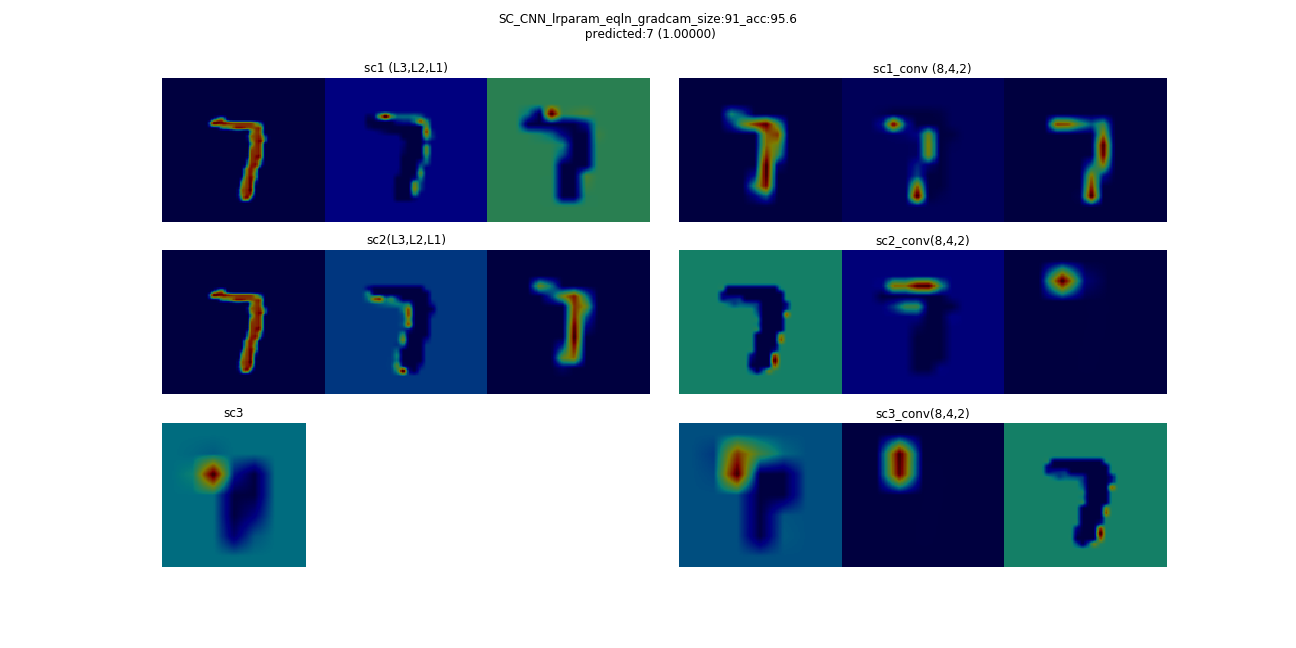 SC_CNN_lrparam_eqln_gradcam_size:91_acc:95.6
predicted:7 (1.00000)
sc1 (L3,L2,L1)
sc1_conv (8,4,2)
sc2(L3,L2,L1)
sc2_conv(8,4,2)
sc3
sc3_conv(8,4,2)